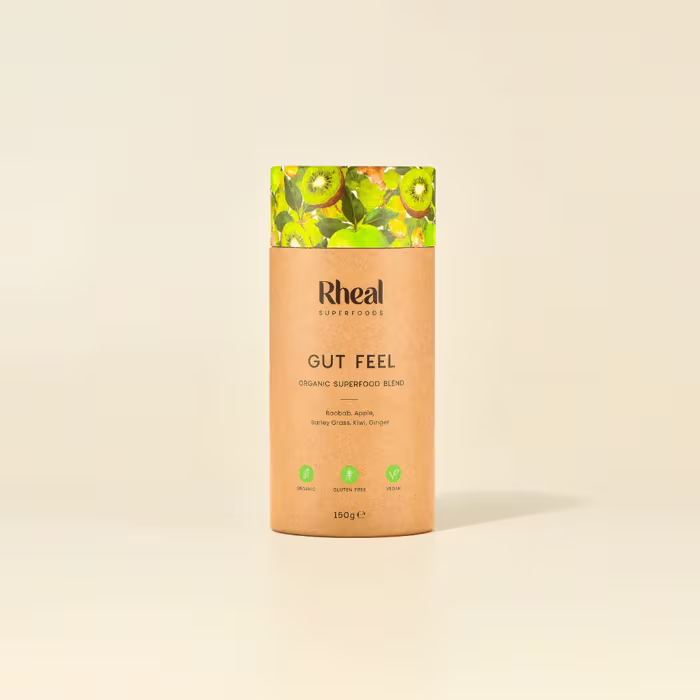 Rheal
SUPERFOODS
GUT FEEL
ORGANIC SUPERFOOD BLEND
Baobab, Apple,
Barley Grass, Kiwi, Ginger
ORGANIC GLUTEN FREE VEGAN
150g ℮